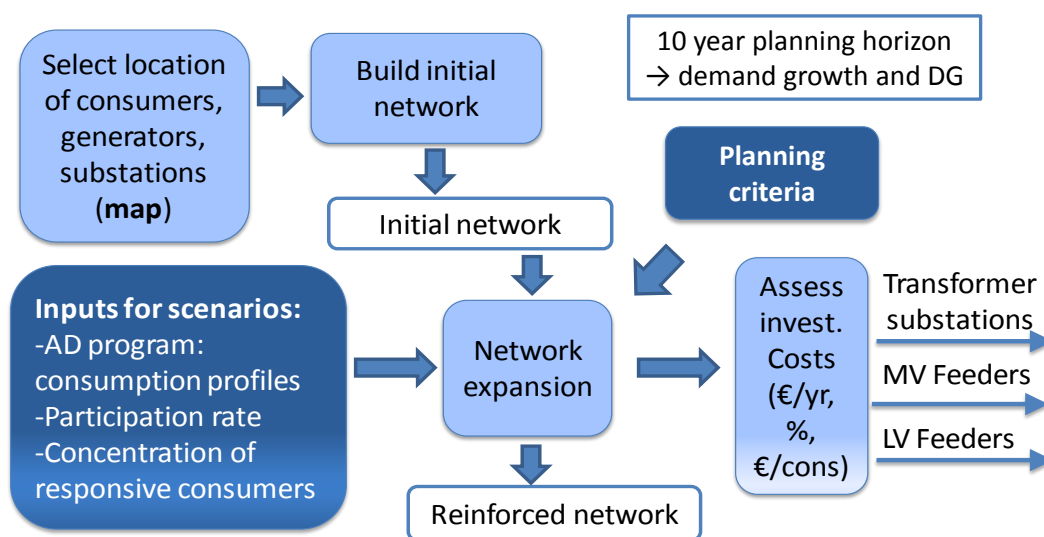 Select location
of consumers,
generators,
substations
(map)
Build initial
network
10 year planning horizon
→ demand growth and DG
Planning
criteria
Initial network
Inputs for scenarios:
-AD program:
consumption profiles
-Participation rate
-Concentration of
responsive consumers
Network
expansion
Assess
invest.
Costs
(€/yr,
%,
€/cons)
Transformer
substations
MV Feeders
LV Feeders
Reinforced network